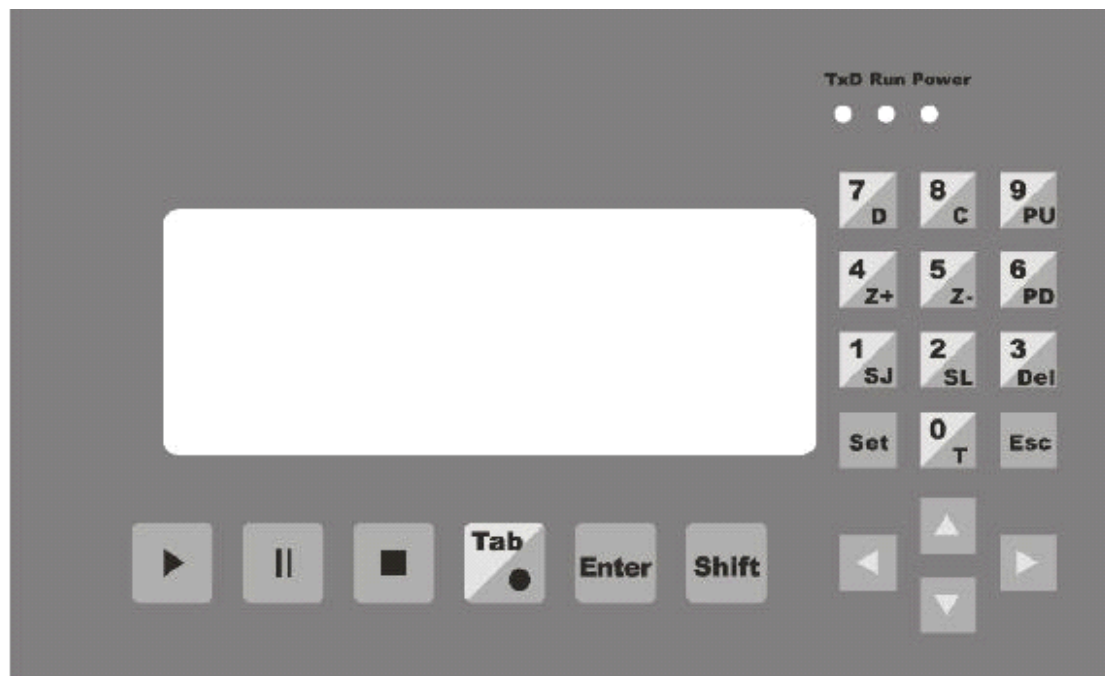 TxD Run Power
7 D 8 C 9 PU
4 Z+ 5 Z- 6 PD
1 SJ 2 SL 3 Del
Set 0 T Esc
Tab Enter Shift